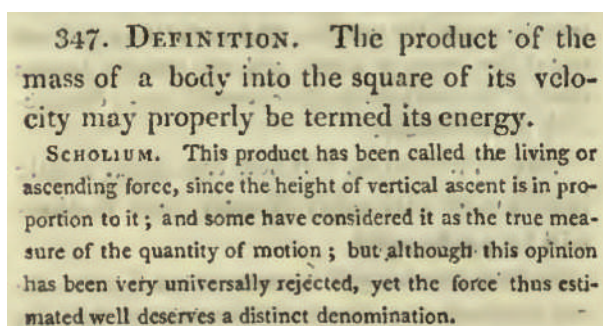 347. DEFINITION. The product of the
mass of a body into the square of its velo-
city may properly be termed its energy.
SCHOLIUM. This product has been called the living or
ascending force, since the height of vertical ascent is in pro-
portion to it; and some have considered it as the true mea-
sure of the quantity of motion; but although this opinion
has been very universally rejected, yet the force thus esti-
mated well deserves a distinct denomination.